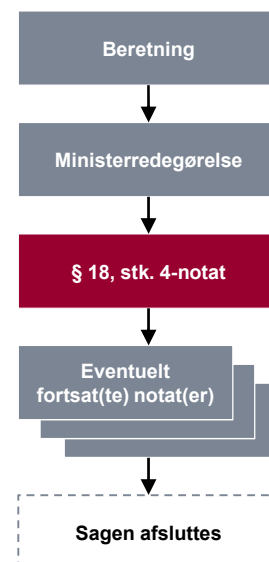 Beretning
Ministerredegørelse
§ 18, stk. 4-notat
Eventuelt
fortsat(te) notat(er)
Sagen afsluttes